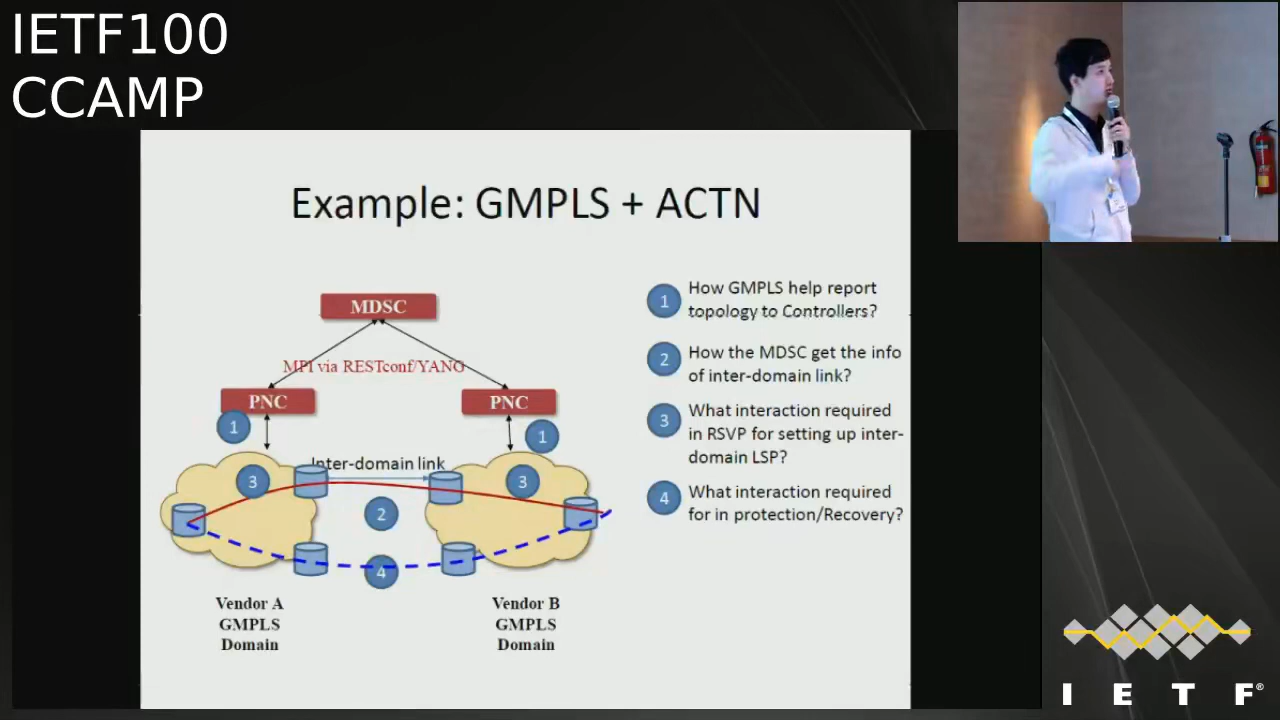 IETF100
CCAMP
Example: GMPLS + ACTN
MDSC
MPI via RESTconf/YANG
PNC
PNC
1
1
Inter-domain link
3
3
2
4
Vendor A
GMPLS
Domain
Vendor B
GMPLS
Domain
1 How GMPLS help report
topology to Controllers?
2 How the MDSC get the info
of inter-domain link?
3 What interaction required
in RSVP for setting up inter-
domain LSP?
4 What interaction required
for in protection/Recovery?
I E T F®